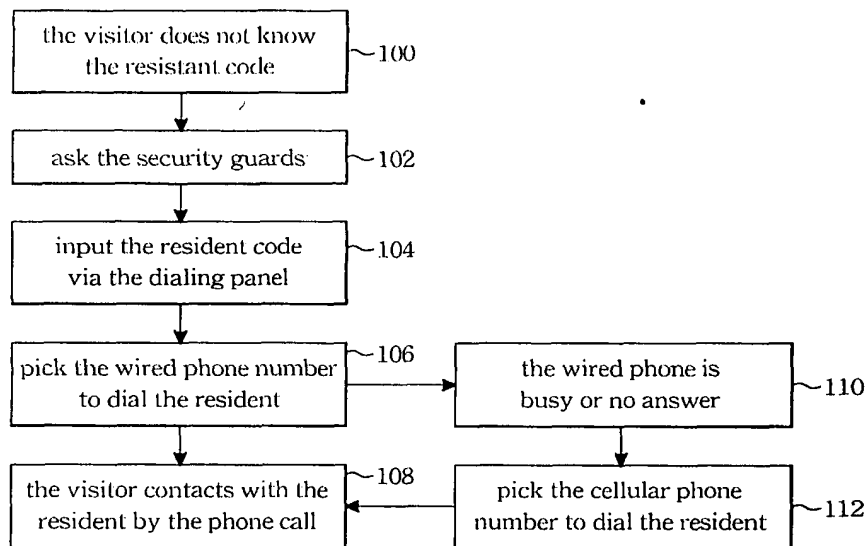 the visitor does not know
the resistant code
100
ask the security guards
102
input the resident code
via the dialing panel
104
pick the wired phone number
to dial the resident
106
the wired phone is
busy or no answer
110
the visitor contacts with the
resident by the phone call
108
pick the cellular phone
number to dial the resident
112